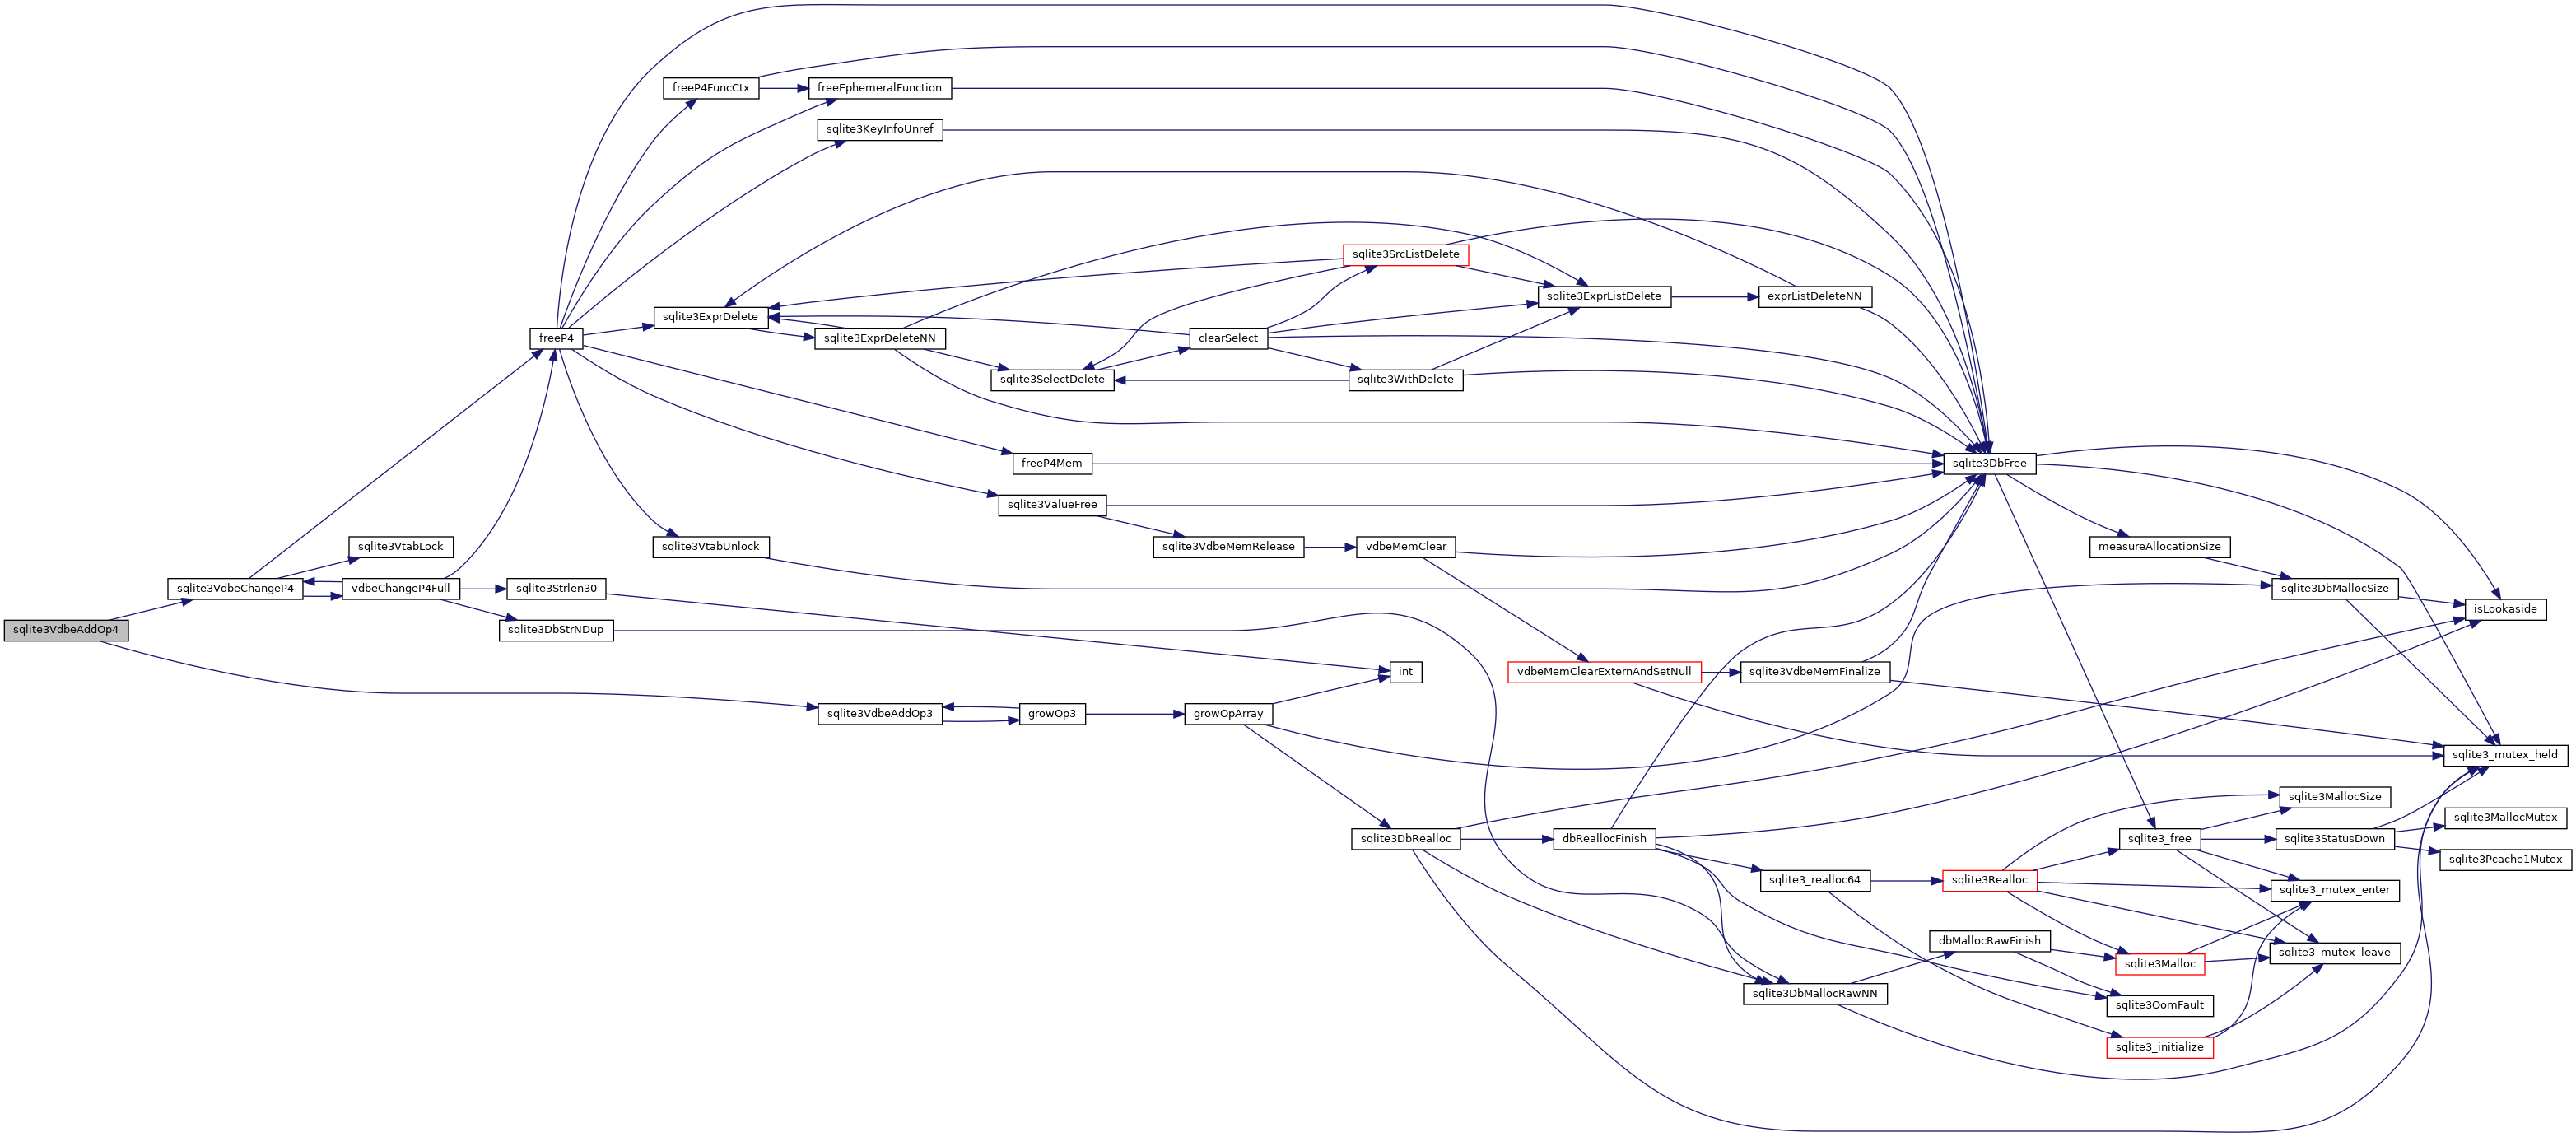 freeP4FuncCtx
freeEphemeralFunction
sqlite3KeyInfoUnref
sqlite3SrcListDelete
sqlite3ExprListDelete
exprListDeleteNN
sqlite3ExprDelete
freeP4
sqlite3ExprDeleteNN
clearSelect
sqlite3SelectDelete
sqlite3WithDelete
freeP4Mem
sqlite3DbFree
sqlite3ValueFree
sqlite3VtabLock
sqlite3VtabUnlock
sqlite3VdbeMemRelease
vdbeMemClear
measureAllocationSize
sqlite3VdbeChangeP4
vdbeChangeP4Full
sqlite3Strlen30
sqlite3DbMallocSize
isLookaside
sqlite3VdbeAddOp4
sqlite3DbStrNDup
int
vdbeMemClearExternAndSetNull
sqlite3VdbeMemFinalize
sqlite3VdbeAddOp3
growOp3
growOpArray
sqlite3_mutex_held
sqlite3MallocSize
sqlite3MallocMutex
sqlite3DbRealloc
dbReallocFinish
sqlite3_free
sqlite3StatusDown
sqlite3Pcache1Mutex
sqlite3_realloc64
sqlite3Realloc
sqlite3_mutex_enter
dbMallocRawFinish
sqlite3_mutex_leave
sqlite3Malloc
sqlite3DbMallocRawNN
sqlite3OomFault
sqlite3_initialize